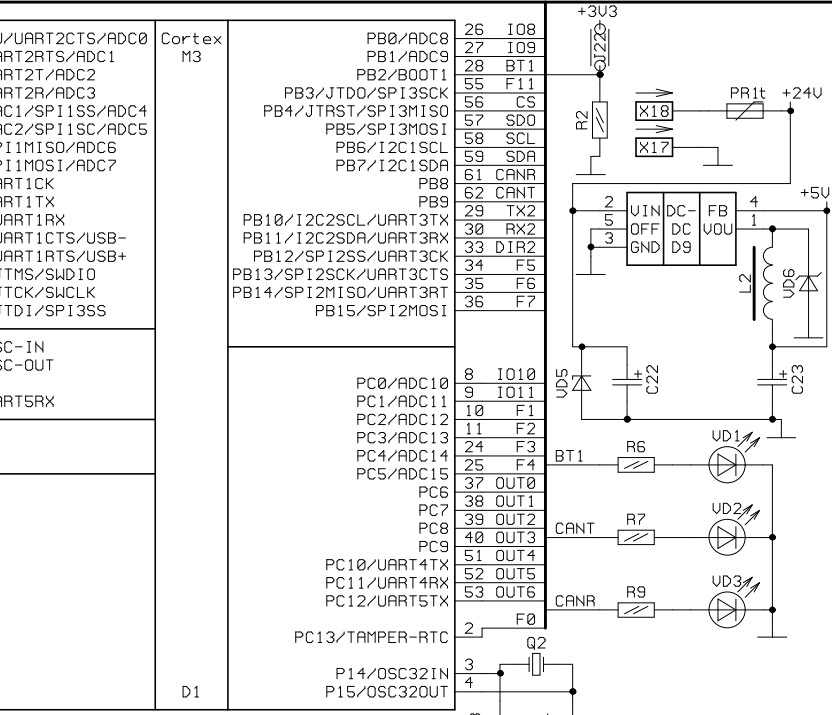 /UART2CTS/ADC0
ART2RTS/ADC1
ART2T/ADC2
ART2R/ADC3
AC1/SPI1SS/ADC4
AC2/SPI1SC/ADC5
PI1MISO/ADC6
PI1MOSI/ADC7
ART1CK
ART1TX
UART1RX
UART1CTS/USB-
UART1RTS/USB+
TMS/SWDIO
TCK/SWCLK
TDI/SPI3SS
SC-IN
SC-OUT
ART5RX
Cortex
M3
D1
PB0/ADC8 26 IO8
PB1/ADC9 27 IO9
PB2/BOOT1 28 BT1
PB3/JTDO/SPI3SCK 55 F11
PB4/JTRST/SPI3MISO 56 CS
PB5/SPI3MOSI 57 SDO
PB6/I2C1SCL 58 SCL
PB7/I2C1SDA 59 SDA
PB8 61 CANR
PB9 62 CANT
PB10/I2C2SCL/UART3TX 29 TX2
PB11/I2C2SDA/UART3RX 30 RX2
PB12/SPI2SS/UART3CK 33 DIR2
PB13/SPI2SCK/UART3CTS 34 F5
PB14/SPI2MISO/UART3RT 35 F6
PB15/SPI2MOSI 36 F7
PC0/ADC10 8 IO10
PC1/ADC11 9 IO11
PC2/ADC12 10 F1
PC3/ADC13 11 F2
PC4/ADC14 24 F3
PC5/ADC15 25 F4
PC6 37 OUT0
PC7 38 OUT1
PC8 39 OUT2
PC9 40 OUT3
PC10/UART4TX 51 OUT4
PC11/UART4RX 52 OUT5
PC12/UART5TX 53 OUT6
PC13/TAMPER-RTC 2 F0
P14/OSC32IN 3
P15/OSC32OUT 4
Q2
+3V3
J22
R2
X18
X17
PR1t
+24V
+5V
2 VIN DC- FB 4
5 OFF DC VOU 1
3 GND D9
L2
VD6
VD5
+
C22
+
C23
BT1 R6 VD1
CANT R7 VD2
CANR R9 VD3